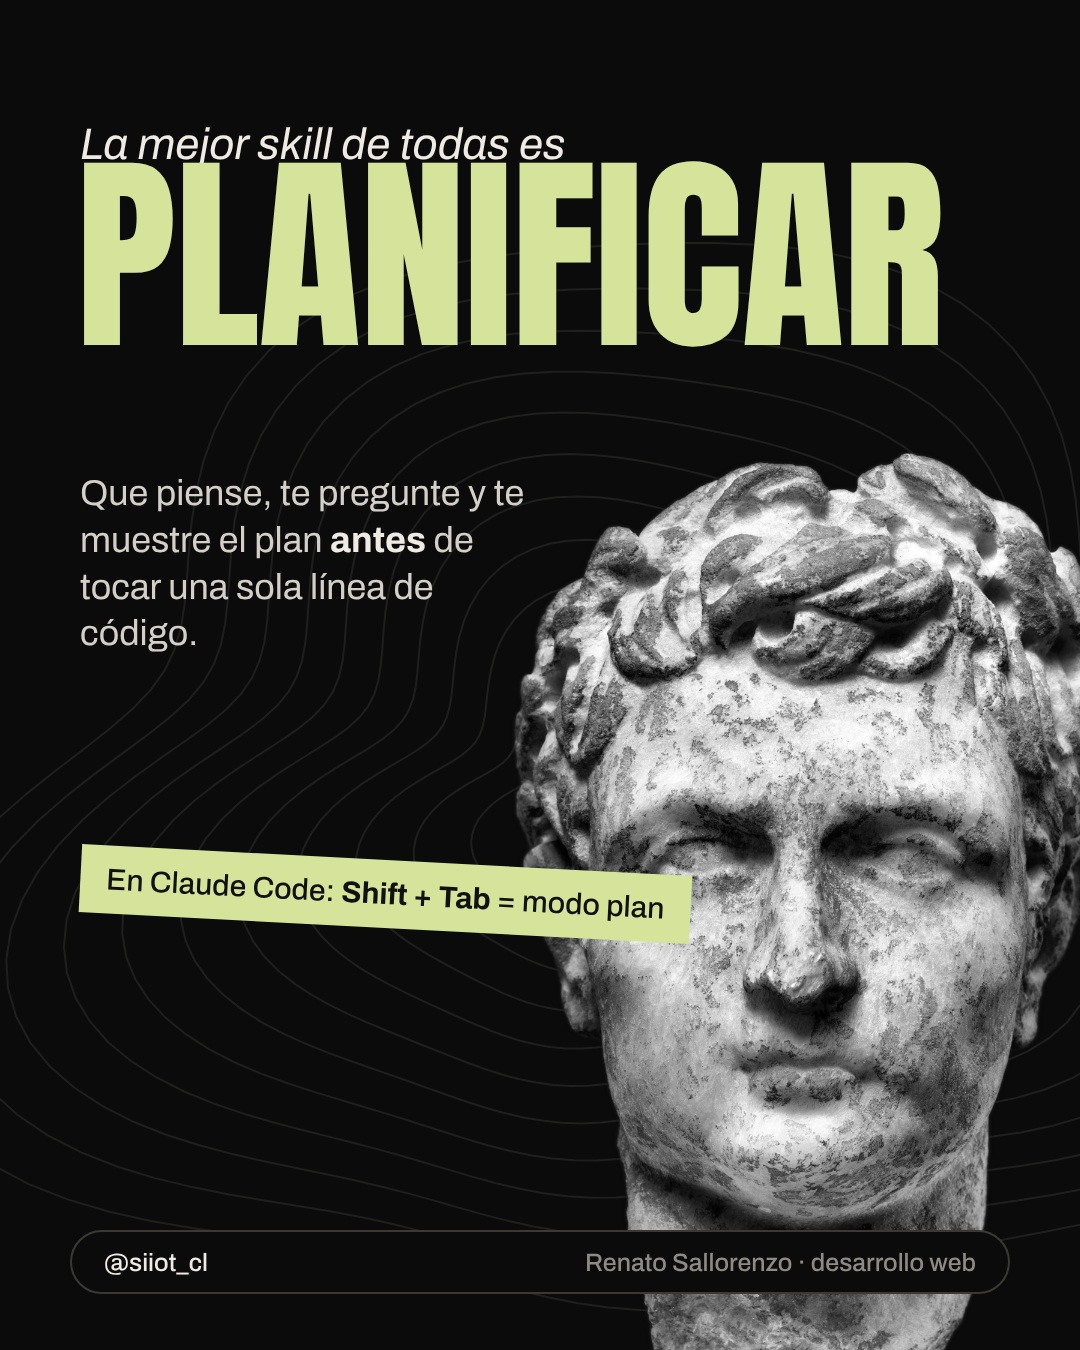 La mejor skill de todas es
PLANIFICAR
Que piense, te pregunte y te
muestre el plan antes de
tocar una sola línea de
código.
En Claude Code: Shift + Tab = modo plan
@siiot_cl
Renato Sallorenzo · desarrollo web